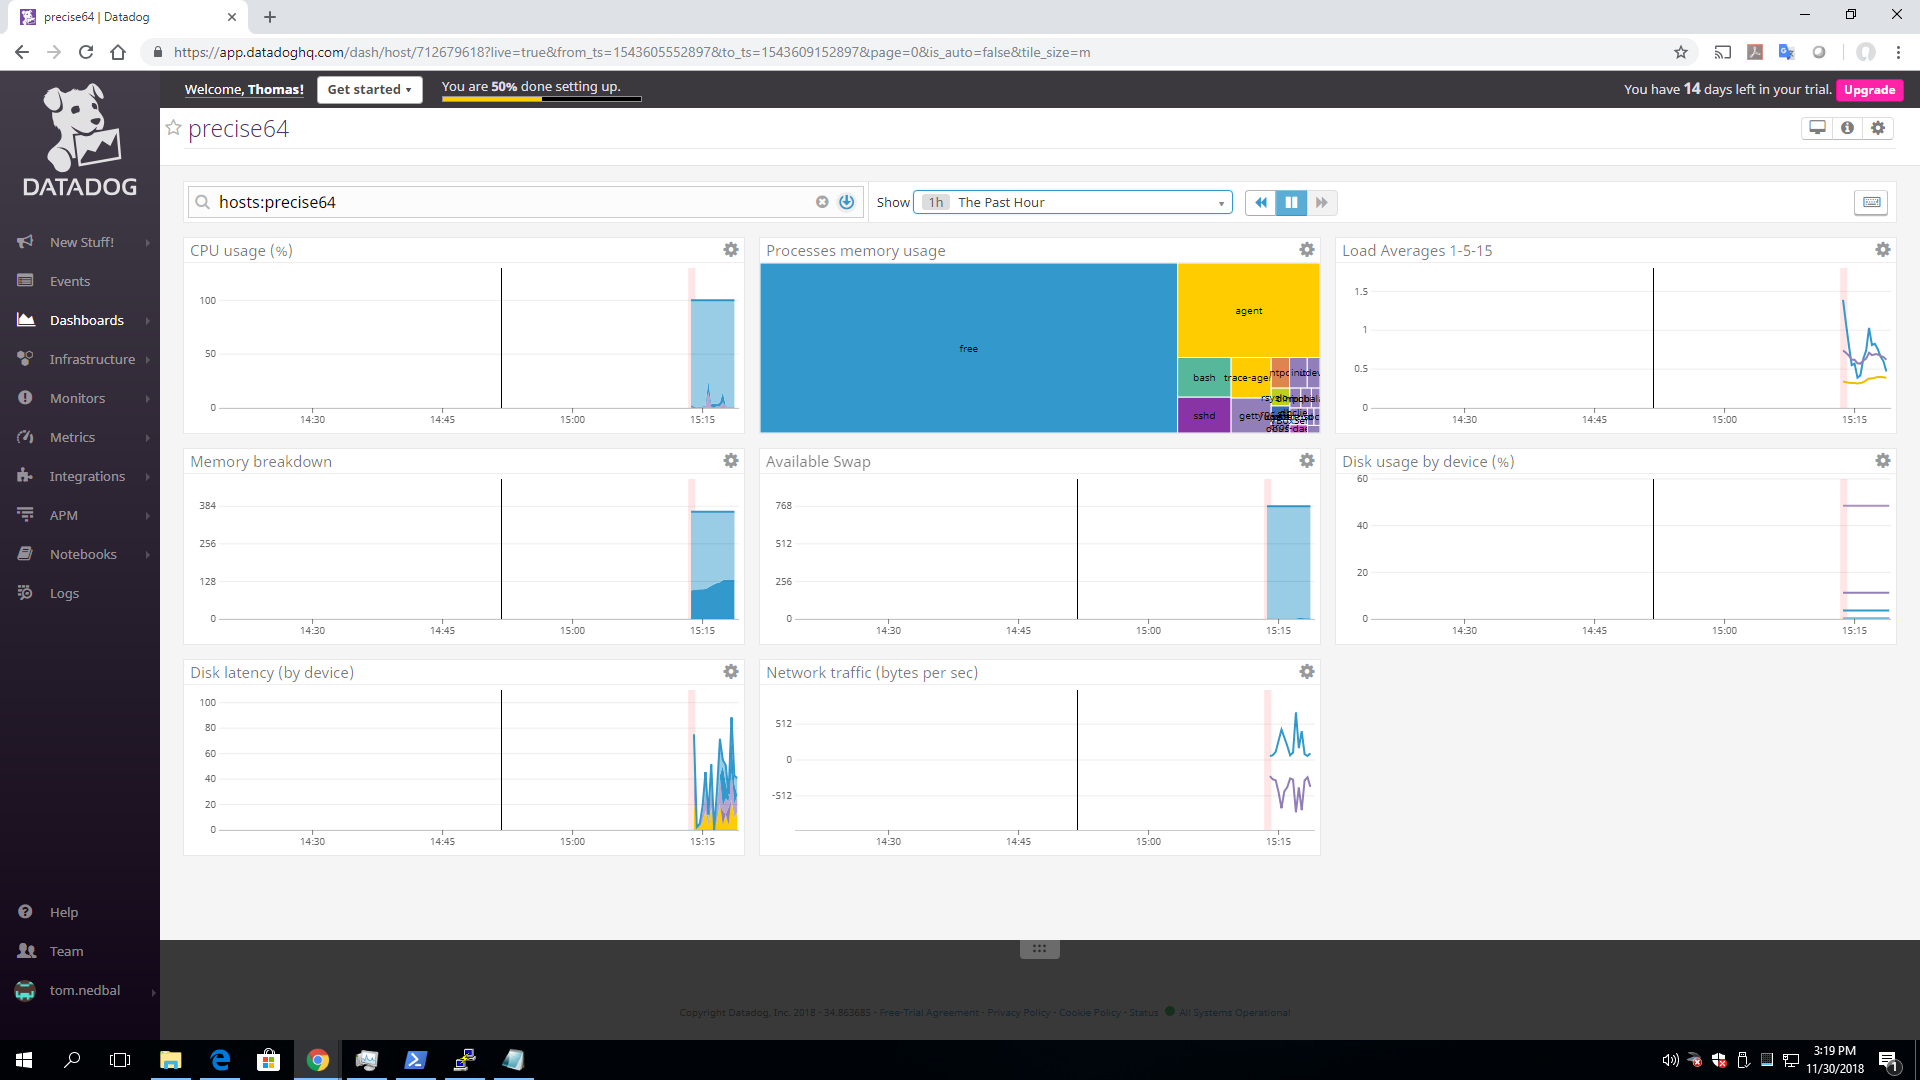 precise64 | Datadog
https://app.datadoghq.com/dash/host/712679618?live=true&from_ts=1543605552897&to_ts=1543609152897&page=0&is_auto=false&tile_size=m
DATADOG
Welcome, Thomas!
Get started
You are 50% done setting up.
You have 14 days left in your trial.
Upgrade
precise64
hosts:precise64
Show
1h The Past Hour
New Stuff!
Events
Dashboards
Infrastructure
Monitors
Metrics
Integrations
APM
Notebooks
Logs
Help
Team
tom.nedbal
CPU usage (%)
100
50
0
14:30 14:45 15:00 15:15
Processes memory usage
free
agent
bash
sshd
Load Averages 1-5-15
1.5
1
0.5
0
14:30 14:45 15:00 15:15
Memory breakdown
384
256
128
0
14:30 14:45 15:00 15:15
Available Swap
768
512
256
0
14:30 14:45 15:00 15:15
Disk usage by device (%)
60
40
20
0
14:30 14:45 15:00 15:15
Disk latency (by device)
100
80
60
40
20
0
14:30 14:45 15:00 15:15
Network traffic (bytes per sec)
512
0
-512
14:30 14:45 15:00 15:15
Copyright Datadog, Inc. 2018 - 34.863685 - Free-Trial Agreement - Privacy Policy - Cookie Policy - Status All Systems Operational
3:19 PM
11/30/2018
1